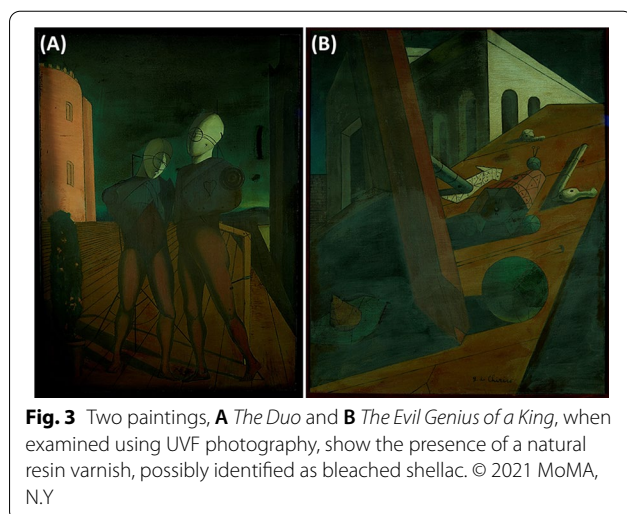 (A)
(B)
Fig. 3 Two paintings, A The Duo and B The Evil Genius of a King, when
examined using UVF photography, show the presence of a natural
resin varnish, possibly identified as bleached shellac. © 2021 MoMA,
N.Y